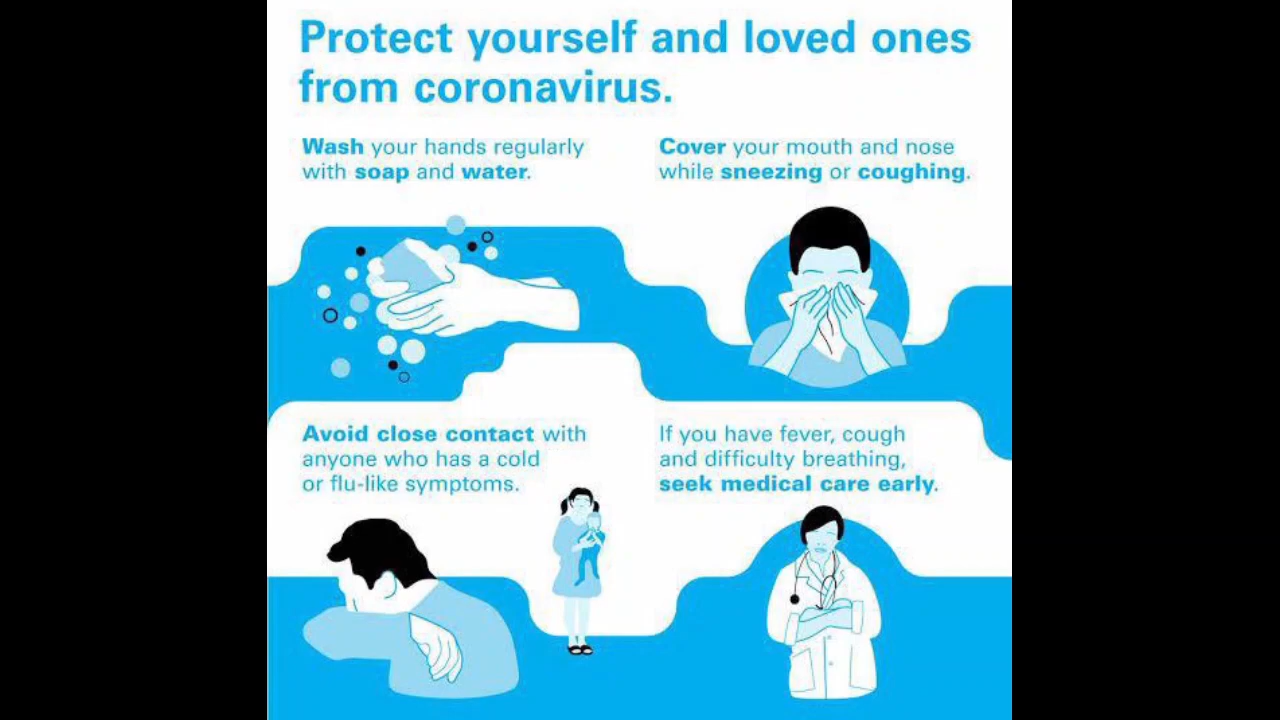 Protect yourself and loved ones
from coronavirus.
Wash your hands regularly
with soap and water.
Cover your mouth and nose
while sneezing or coughing.
Avoid close contact with
anyone who has a cold
or flu-like symptoms.
If you have fever, cough
and difficulty breathing,
seek medical care early.